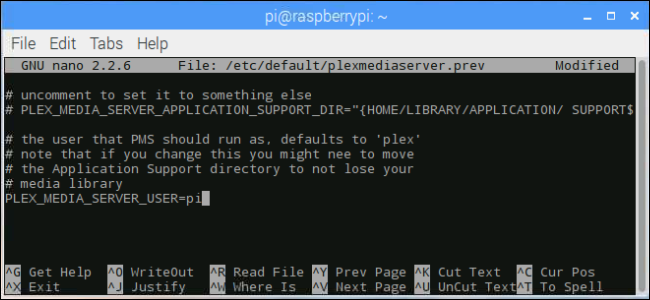 pi@raspberrypi: ~
File Edit Tabs Help
GNU nano 2.2.6 File: /etc/default/plexmediaserver.prev Modified
# uncomment to set it to something else
# PLEX_MEDIA_SERVER_APPLICATION_SUPPORT_DIR="{HOME/LIBRARY/APPLICATION/ SUPPORT$
# the user that PMS should run as, defaults to 'plex'
# note that if you change this you might nee to move
# the Application Support directory to not lose your
# media library
PLEX_MEDIA_SERVER_USER=pi
^G Get Help ^O WriteOut ^R Read File ^Y Prev Page ^K Cut Text ^C Cur Pos
^X Exit ^J Justify ^W Where Is ^V Next Page ^U UnCut Text ^T To Spell